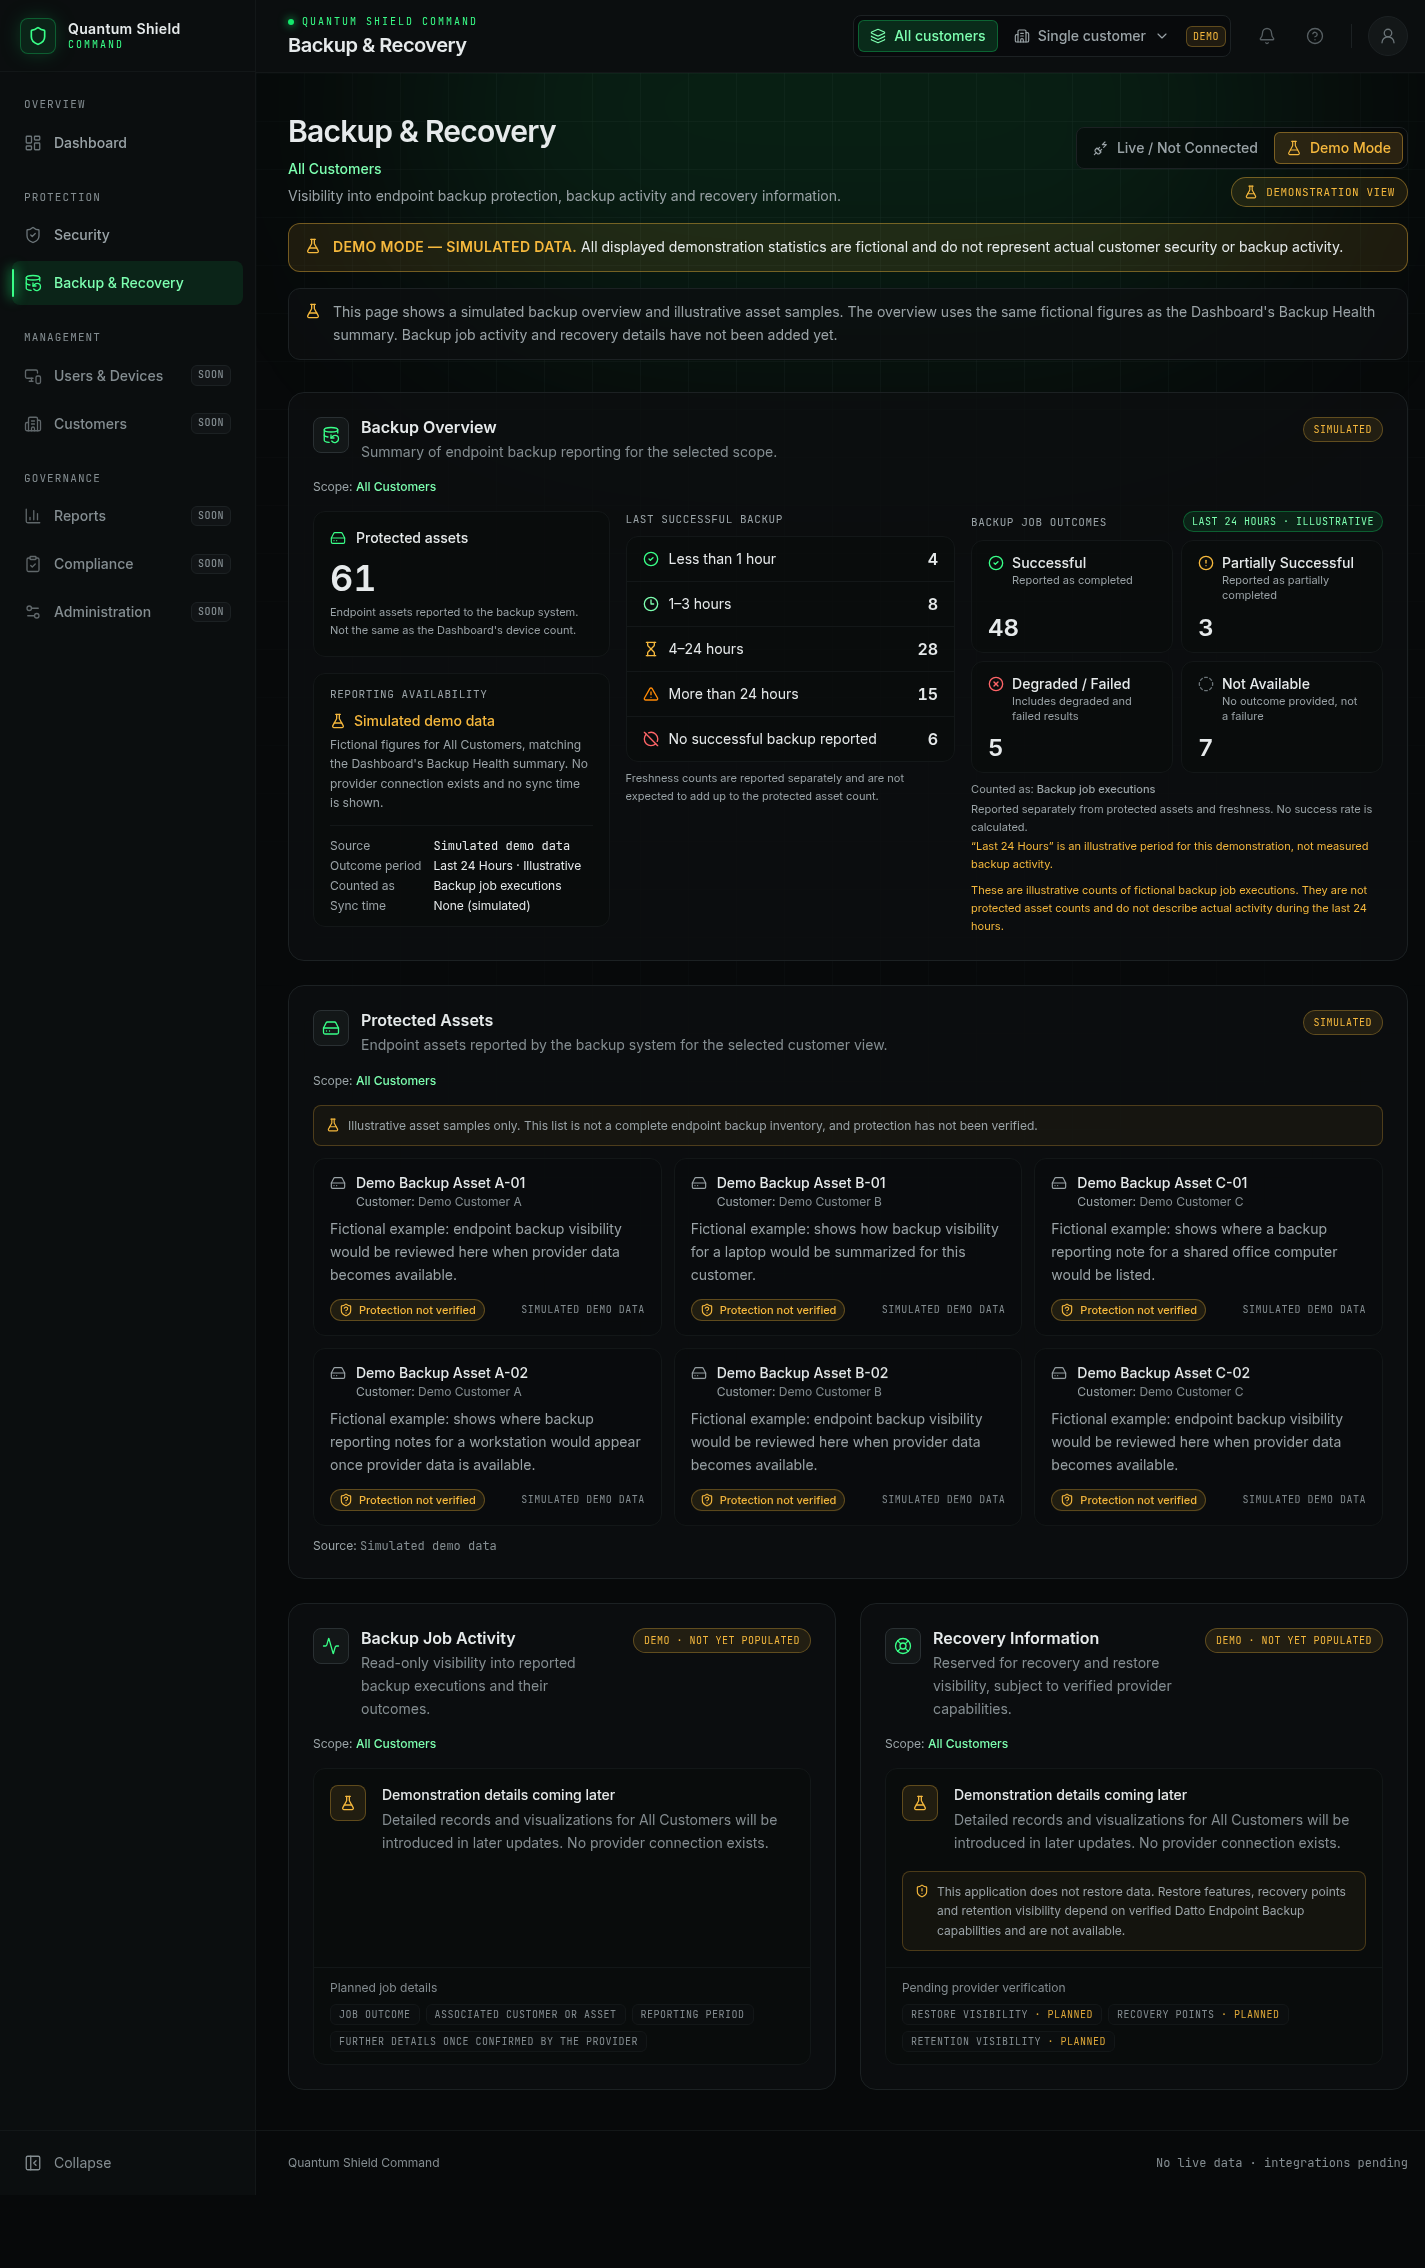 Quantum Shield
COMMAND
OVERVIEW
Dashboard
PROTECTION
Security
Backup & Recovery
MANAGEMENT
Users & Devices
SOON
Customers
SOON
GOVERNANCE
Reports
SOON
Compliance
SOON
Administration
SOON
Collapse
QUANTUM SHIELD COMMAND
Backup & Recovery
All customers
Single customer
DEMO
Backup & Recovery
All Customers
Visibility into endpoint backup protection, backup activity and recovery information.
Live / Not Connected
Demo Mode
DEMONSTRATION VIEW
DEMO MODE — SIMULATED DATA. All displayed demonstration statistics are fictional and do not represent actual customer security or backup activity.
This page shows a simulated backup overview and illustrative asset samples. The overview uses the same fictional figures as the Dashboard's Backup Health
summary. Backup job activity and recovery details have not been added yet.
Backup Overview
Summary of endpoint backup reporting for the selected scope.
SIMULATED
Scope: All Customers
Protected assets
61
Endpoint assets reported to the backup system.
Not the same as the Dashboard's device count.
REPORTING AVAILABILITY
Simulated demo data
Fictional figures for All Customers, matching
the Dashboard's Backup Health summary. No
provider connection exists and no sync time
is shown.
Source Simulated demo data
Outcome period Last 24 Hours · Illustrative
Counted as Backup job executions
Sync time None (simulated)
LAST SUCCESSFUL BACKUP
Less than 1 hour 4
1–3 hours 8
4–24 hours 28
More than 24 hours 15
No successful backup reported 6
Freshness counts are reported separately and are not
expected to add up to the protected asset count.
BACKUP JOB OUTCOMES
LAST 24 HOURS · ILLUSTRATIVE
Successful
Reported as completed
48
Partially Successful
Reported as partially
completed
3
Degraded / Failed
Includes degraded and
failed results
5
Not Available
No outcome provided, not
a failure
7
Counted as: Backup job executions
Reported separately from protected assets and freshness. No success rate is
calculated.
“Last 24 Hours” is an illustrative period for this demonstration, not measured
backup activity.
These are illustrative counts of fictional backup job executions. They are not
protected asset counts and do not describe actual activity during the last 24
hours.
Protected Assets
Endpoint assets reported by the backup system for the selected customer view.
SIMULATED
Scope: All Customers
Illustrative asset samples only. This list is not a complete endpoint backup inventory, and protection has not been verified.
Demo Backup Asset A-01
Customer: Demo Customer A
Fictional example: endpoint backup visibility
would be reviewed here when provider data
becomes available.
Protection not verified
SIMULATED DEMO DATA
Demo Backup Asset B-01
Customer: Demo Customer B
Fictional example: shows how backup visibility
for a laptop would be summarized for this
customer.
Protection not verified
SIMULATED DEMO DATA
Demo Backup Asset C-01
Customer: Demo Customer C
Fictional example: shows where a backup
reporting note for a shared office computer
would be listed.
Protection not verified
SIMULATED DEMO DATA
Demo Backup Asset A-02
Customer: Demo Customer A
Fictional example: shows where backup
reporting notes for a workstation would appear
once provider data is available.
Protection not verified
SIMULATED DEMO DATA
Demo Backup Asset B-02
Customer: Demo Customer B
Fictional example: endpoint backup visibility
would be reviewed here when provider data
becomes available.
Protection not verified
SIMULATED DEMO DATA
Demo Backup Asset C-02
Customer: Demo Customer C
Fictional example: endpoint backup visibility
would be reviewed here when provider data
becomes available.
Protection not verified
SIMULATED DEMO DATA
Source: Simulated demo data
Backup Job Activity
Read-only visibility into reported
backup executions and their
outcomes.
DEMO · NOT YET POPULATED
Scope: All Customers
Demonstration details coming later
Detailed records and visualizations for All Customers will be
introduced in later updates. No provider connection exists.
Planned job details
JOB OUTCOME
ASSOCIATED CUSTOMER OR ASSET
REPORTING PERIOD
FURTHER DETAILS ONCE CONFIRMED BY THE PROVIDER
Recovery Information
Reserved for recovery and restore
visibility, subject to verified provider
capabilities.
DEMO · NOT YET POPULATED
Scope: All Customers
Demonstration details coming later
Detailed records and visualizations for All Customers will be
introduced in later updates. No provider connection exists.
This application does not restore data. Restore features, recovery points
and retention visibility depend on verified Datto Endpoint Backup
capabilities and are not available.
Pending provider verification
RESTORE VISIBILITY · PLANNED
RECOVERY POINTS · PLANNED
RETENTION VISIBILITY · PLANNED
Quantum Shield Command
No live data · integrations pending